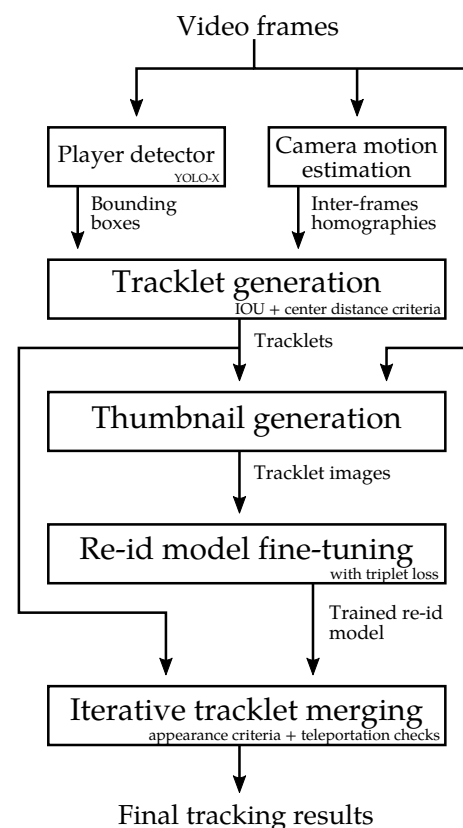 Video frames
Player detector
YOLO-X
Camera motion
estimation
Bounding
boxes
Inter-frames
homographies
Tracklet generation
IOU + center distance criteria
Tracklets
Thumbnail generation
Tracklet images
Re-id model fine-tuning
with triplet loss
Trained re-id
model
Iterative tracklet merging
appearance criteria + teleportation checks
Final tracking results